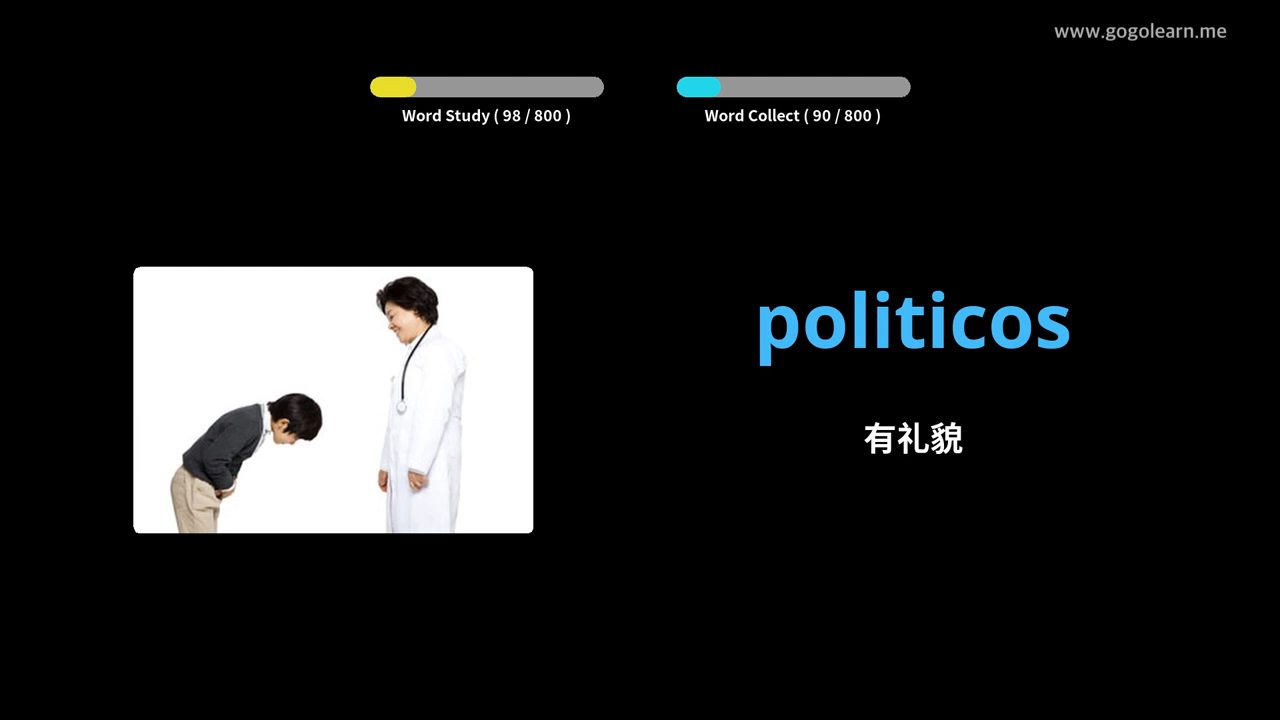 www.gogolearn.me
Word Study ( 98 / 800 )
Word Collect ( 90 / 800 )
politicos
有礼貌